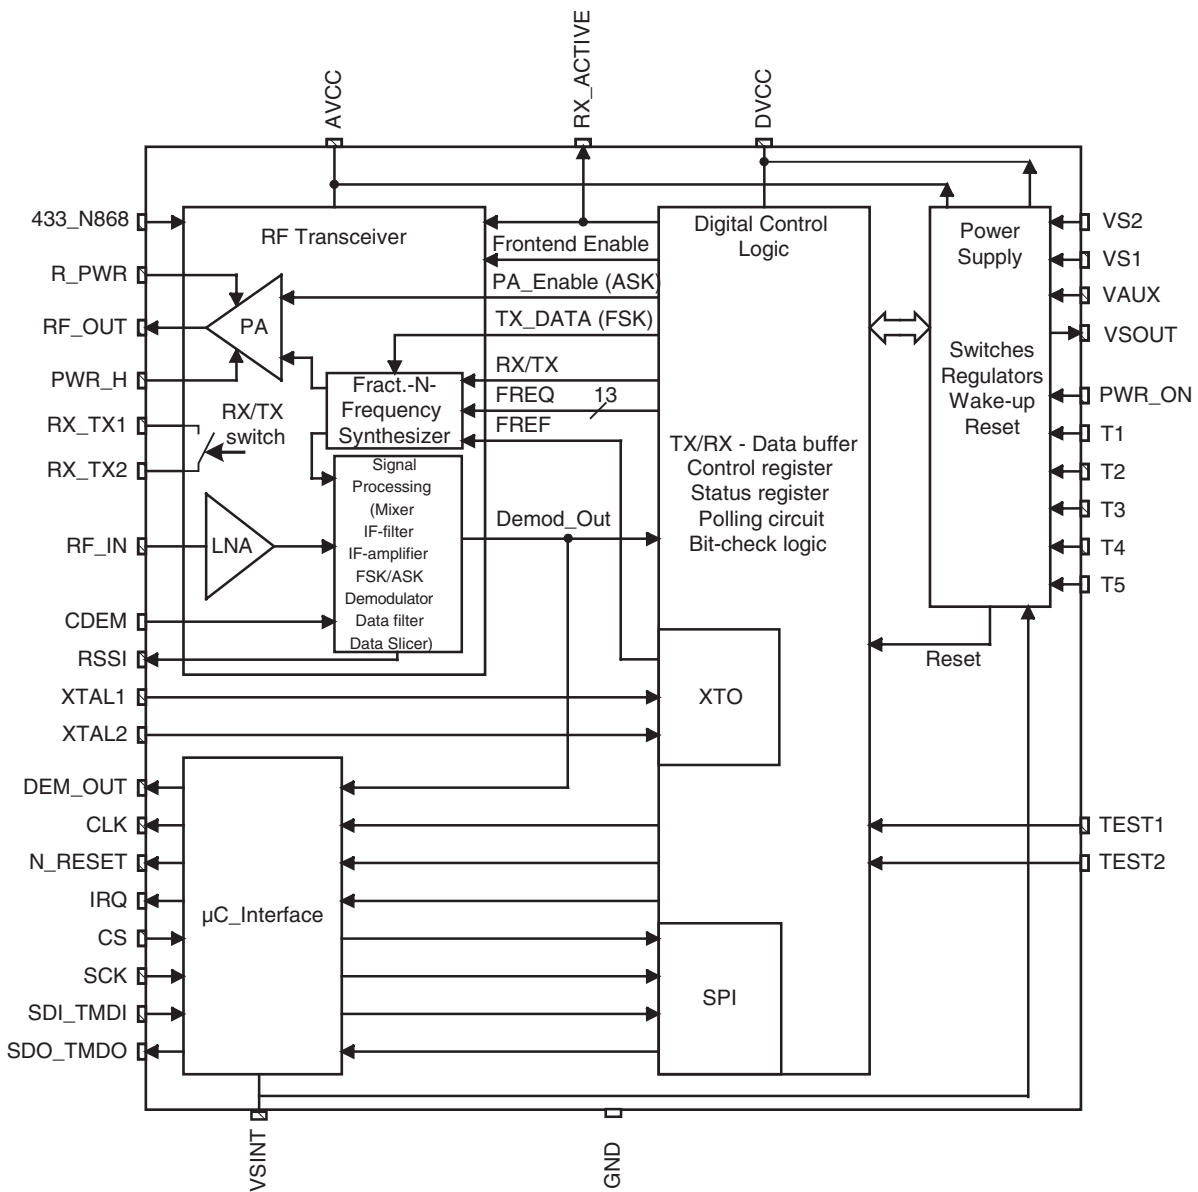 AVCC
RX_ACTIVE
DVCC
433_N868
R_PWR
RF_OUT
PWR_H
RX_TX1
RX_TX2
RF_IN
CDEM
RSSI
XTAL1
XTAL2
DEM_OUT
CLK
N_RESET
IRQ
CS
SCK
SDI_TMDI
SDO_TMDO
RF Transceiver
PA
RX/TX
switch
LNA
Fract.-N-
Frequency
Synthesizer
Signal
Processing
(Mixer
IF-filter
IF-amplifier
FSK/ASK
Demodulator
Data filter
Data Slicer)
Frontend Enable
PA_Enable (ASK)
TX_DATA (FSK)
RX/TX
FREQ
13
FREF
Demod_Out
Digital Control
Logic
TX/RX - Data buffer
Control register
Status register
Polling circuit
Bit-check logic
XTO
SPI
µC_Interface
Power
Supply
Switches
Regulators
Wake-up
Reset
Reset
VS2
VS1
VAUX
VSOUT
PWR_ON
T1
T2
T3
T4
T5
TEST1
TEST2
VSINT
GND